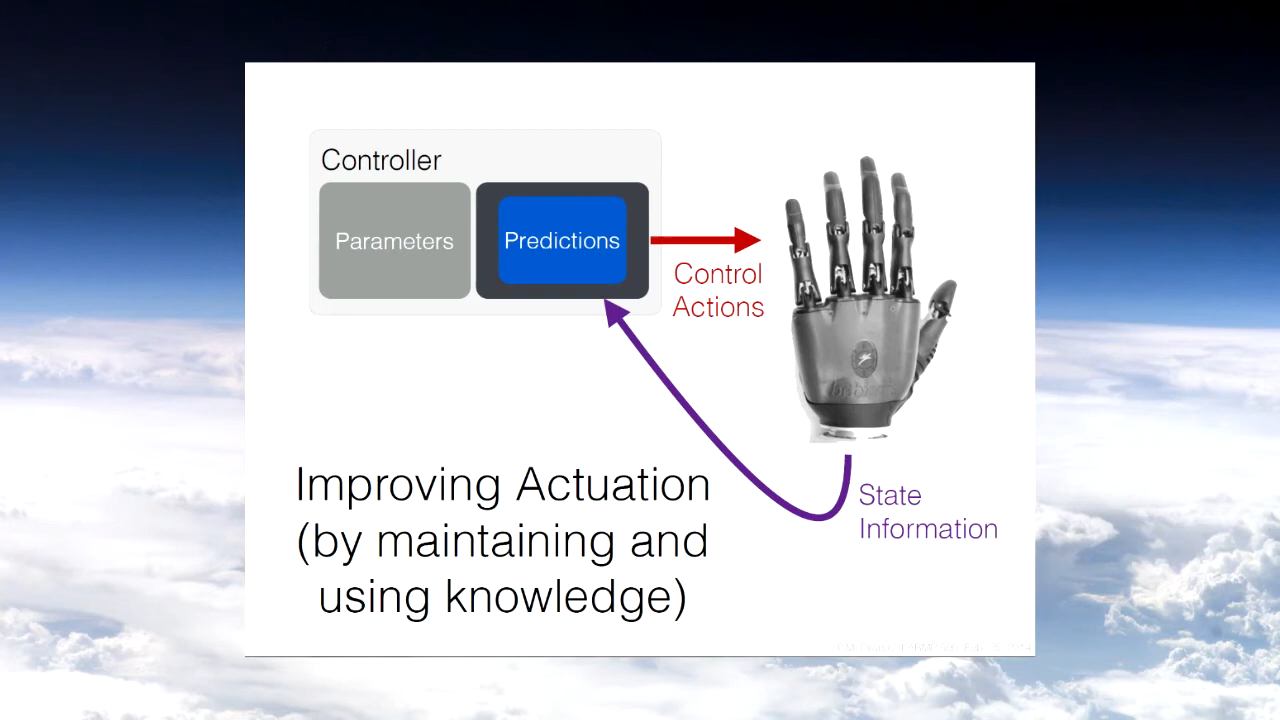 Controller
Parameters
Predictions
Control
Actions
State
Information
Improving Actuation
(by maintaining and
using knowledge)